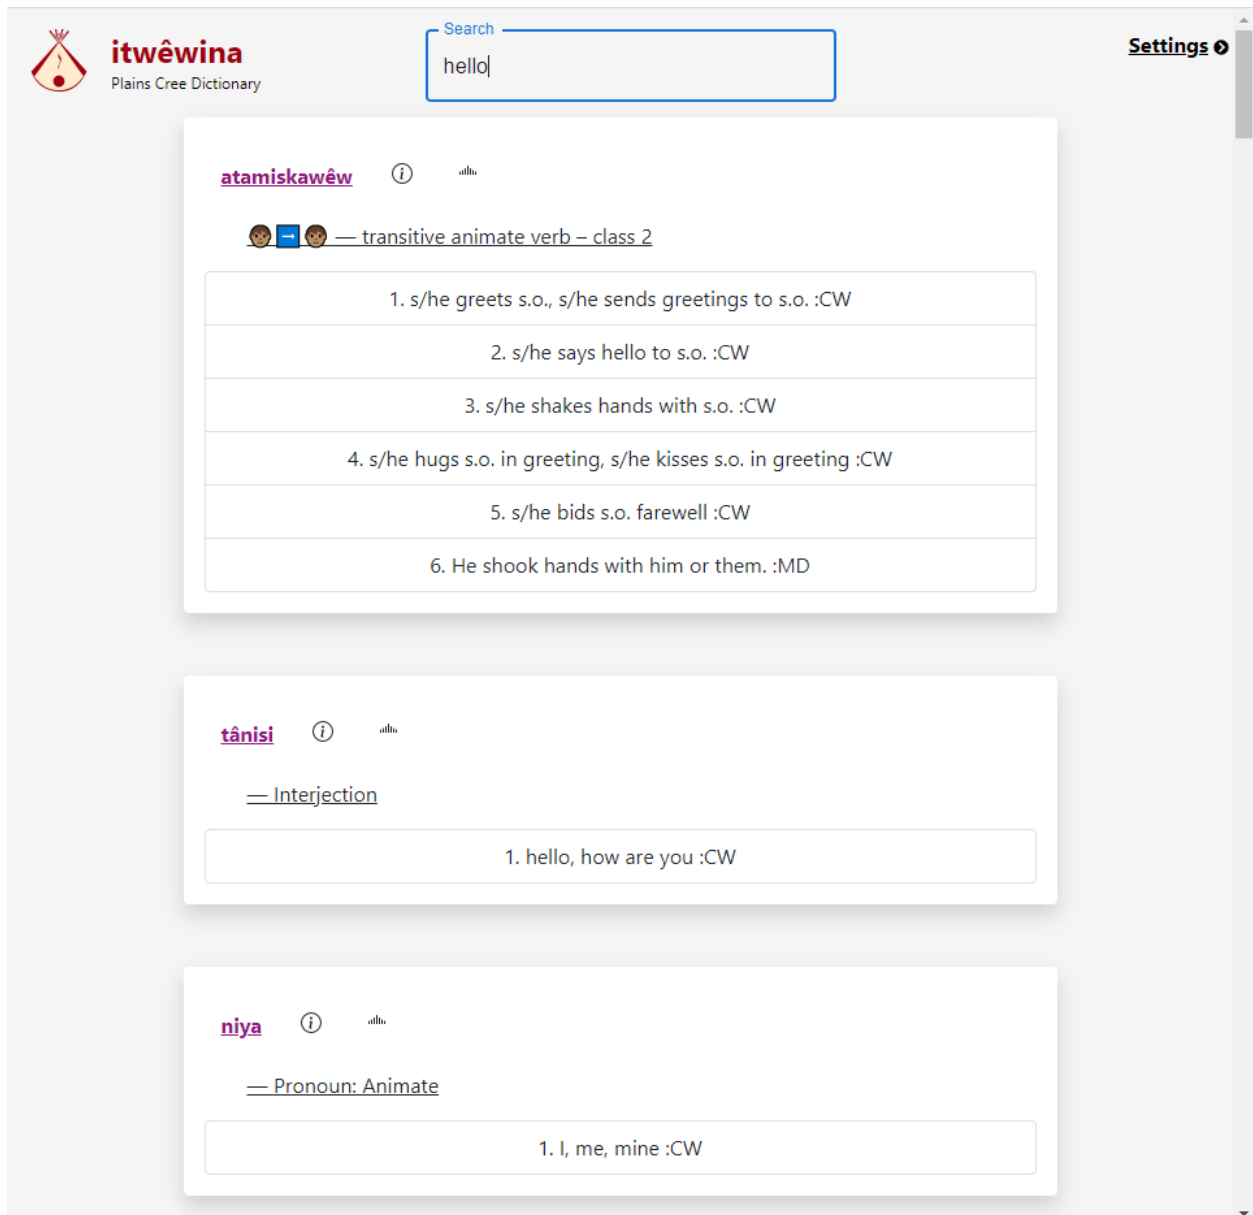 itwêwina
Plains Cree Dictionary
Search
hello
Settings
atamiskawêw
— transitive animate verb – class 2
1. s/he greets s.o., s/he sends greetings to s.o. :CW
2. s/he says hello to s.o. :CW
3. s/he shakes hands with s.o. :CW
4. s/he hugs s.o. in greeting, s/he kisses s.o. in greeting :CW
5. s/he bids s.o. farewell :CW
6. He shook hands with him or them. :MD
tânisi
— Interjection
1. hello, how are you :CW
niya
— Pronoun: Animate
1. I, me, mine :CW